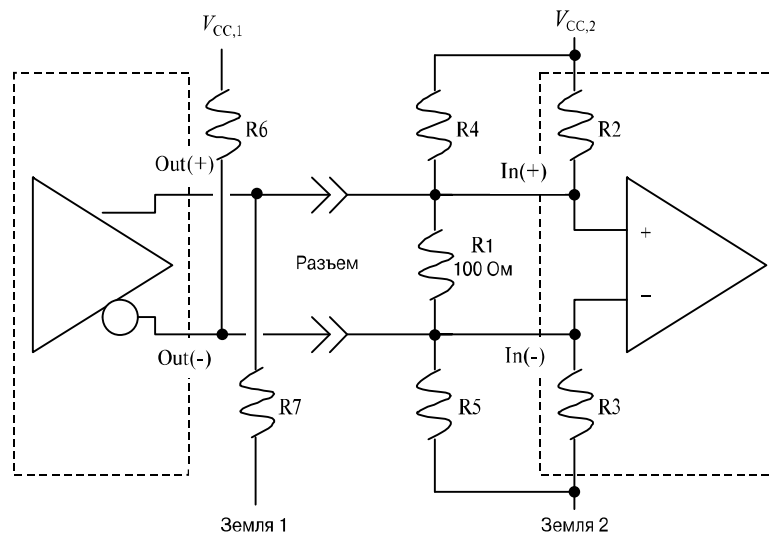 V_CC,1
V_CC,2
R6
R4
R2
Out(+)
In(+)
+
R1
100 Ом
Разъем
−
Out(-)
In(-)
R7
R5
R3
Земля 1
Земля 2